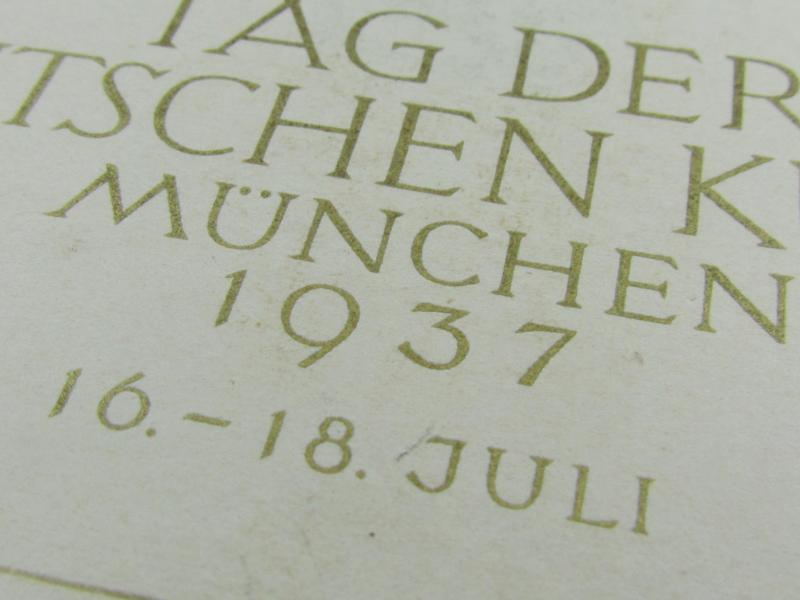 TAG DER
TSCHEN K
MÜNCHEN
1937
16.–18. JULI